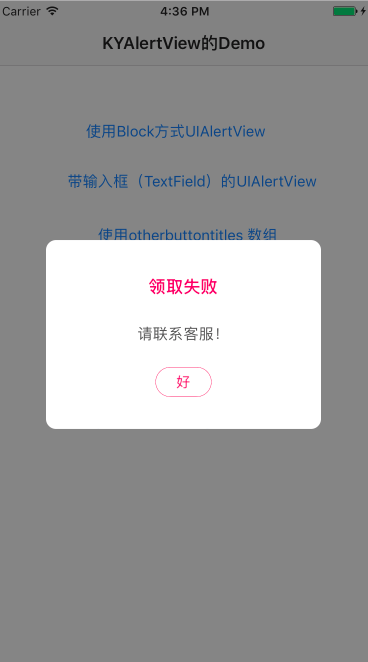 Carrier 4:36 PM
KYAlertView的Demo
使用Block方式UIAlertView
带输入框（TextField）的UIAlertView
使用otherbuttontitles 数组
领取失败
请联系客服！
好